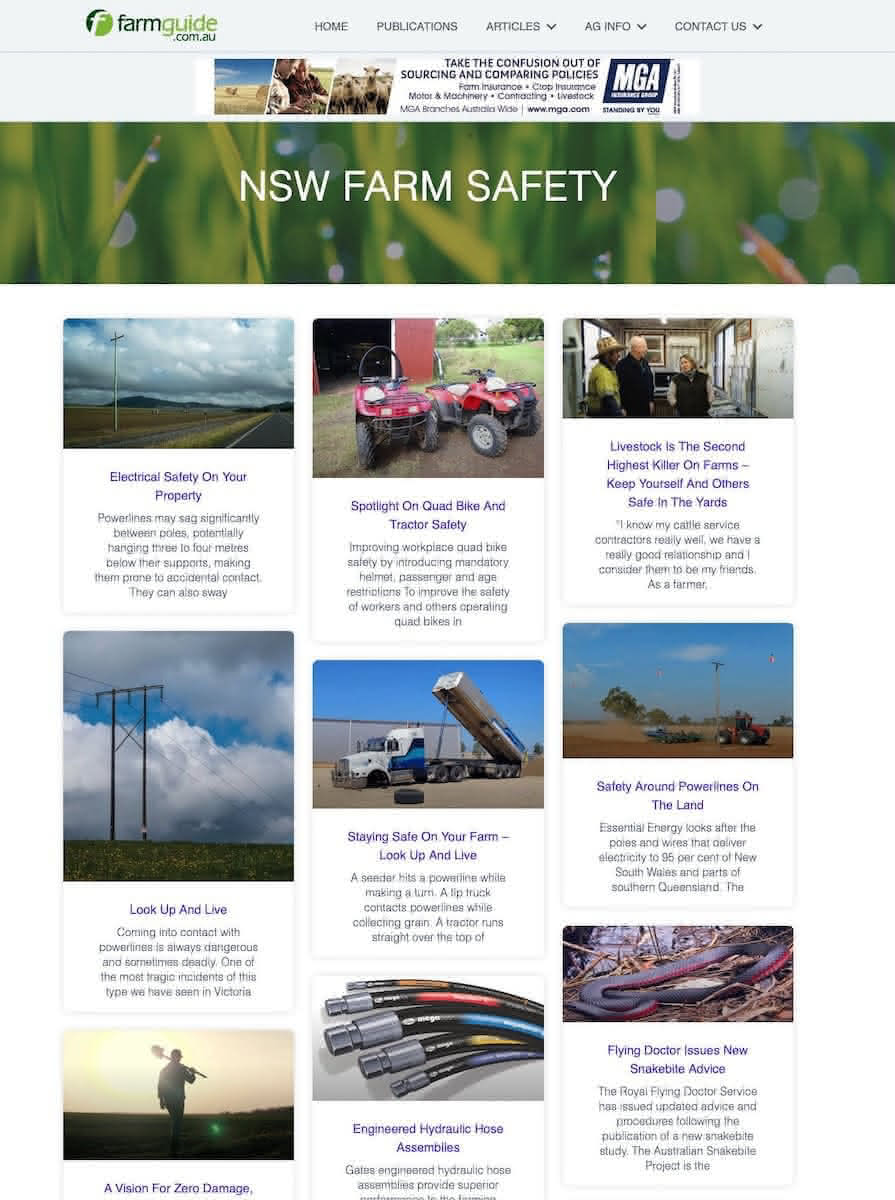 farmguide
.com.au
HOME PUBLICATIONS ARTICLES AG INFO CONTACT US
TAKE THE CONFUSION OUT OF
SOURCING AND COMPARING POLICIES
Farm Insurance • Crop Insurance
Motor & Machinery • Contracting • Livestock
MGA Branches Australia Wide | www.mga.com
MGA
INSURANCE GROUP
STANDING BY YOU
NSW FARM SAFETY
Electrical Safety On Your
Property
Powerlines may sag significantly
between poles, potentially
hanging three to four metres
below their supports, making
them prone to accidental contact.
They can also sway
Look Up And Live
Coming into contact with
powerlines is always dangerous
and sometimes deadly. One of
the most tragic incidents of this
type we have seen in Victoria
A Vision For Zero Damage,
Spotlight On Quad Bike And
Tractor Safety
Improving workplace quad bike
safety by introducing mandatory
helmet, passenger and age
restrictions To improve the safety
of workers and others operating
quad bikes in
Staying Safe On Your Farm –
Look Up And Live
A seeder hits a powerline while
making a turn. A tip truck
contacts powerlines while
collecting grain. A tractor runs
straight over the top of
mega
Engineered Hydraulic Hose
Assemblies
Gates engineered hydraulic hose
assemblies provide superior
performance to the farming
Livestock Is The Second
Highest Killer On Farms –
Keep Yourself And Others
Safe In The Yards
"I know my cattle service
contractors really well, we have a
really good relationship and I
consider them to be my friends.
As a farmer,
Safety Around Powerlines On
The Land
Essential Energy looks after the
poles and wires that deliver
electricity to 95 per cent of New
South Wales and parts of
southern Queensland. The
Flying Doctor Issues New
Snakebite Advice
The Royal Flying Doctor Service
has issued updated advice and
procedures following the
publication of a new snakebite
study. The Australian Snakebite
Project is the